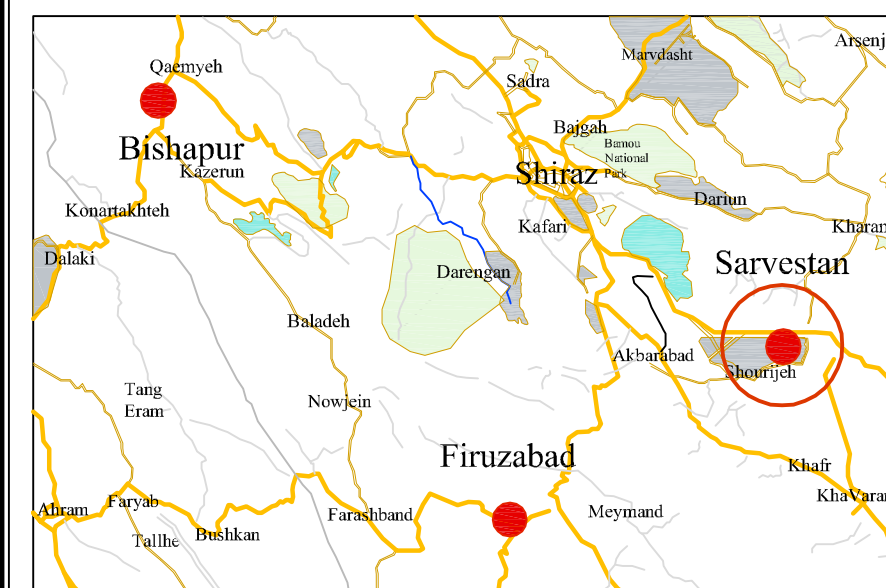 Arsenj
Marvdasht
Qaemyeh
Sadra
Bajgah
Bishapur
Bamou
National
Park
Kazerun
Shiraz
Dariun
Konartakhteh
Kafari
Kharan
Dalaki
Sarvestan
Darengan
Baladeh
Akbarabad
Shourijeh
Tang
Eram
Nowjein
Firuzabad
Khafr
KhaVaran
Faryab
Ahram
Farashband
Meymand
Bushkan
Tallhe